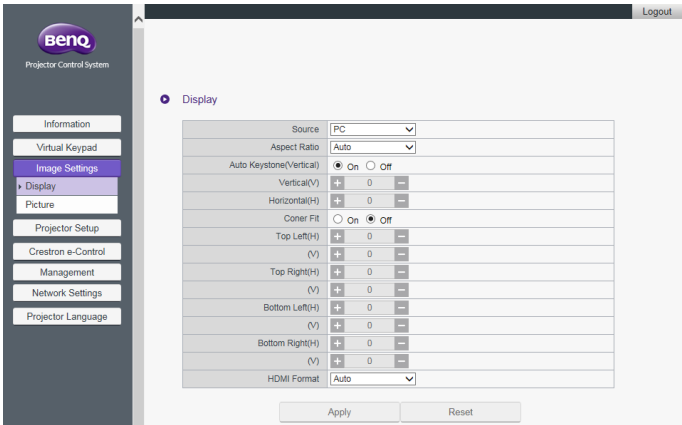 Logout
BenQ
Projector Control System
Information
Virtual Keypad
Image Settings
Display
Picture
Projector Setup
Crestron e-Control
Management
Network Settings
Projector Language
Display
Source PC
Aspect Ratio Auto
Auto Keystone(Vertical) On Off
Vertical(V) + 0 −
Horizontal(H) + 0 −
Coner Fit On Off
Top Left(H) + 0 −
(V) + 0 −
Top Right(H) + 0 −
(V) + 0 −
Bottom Left(H) + 0 −
(V) + 0 −
Bottom Right(H) + 0 −
(V) + 0 −
HDMI Format Auto
Apply Reset